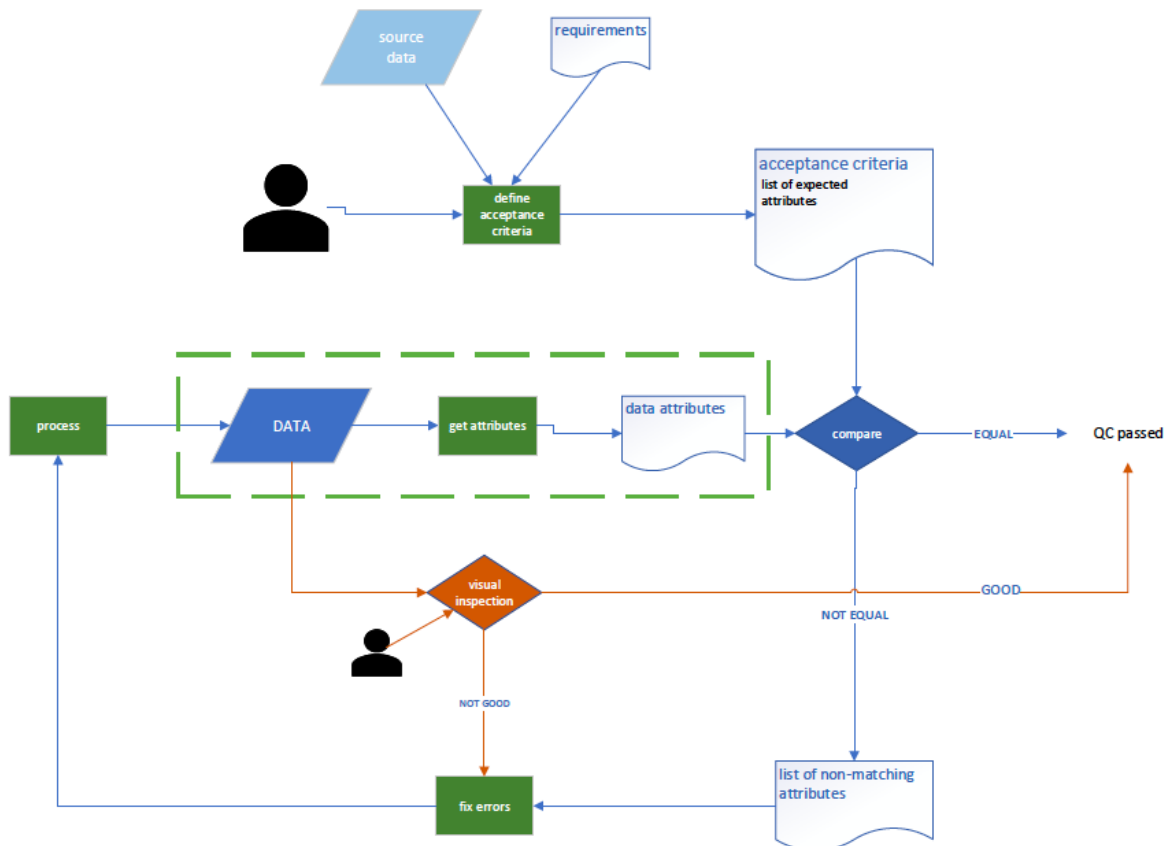 source
data
requirements
define
acceptance
criteria
acceptance criteria
list of expected
attributes
process
DATA
get attributes
data attributes
compare
EQUAL
QC passed
visual
inspection
GOOD
NOT EQUAL
NOT GOOD
fix errors
list of non-matching
attributes